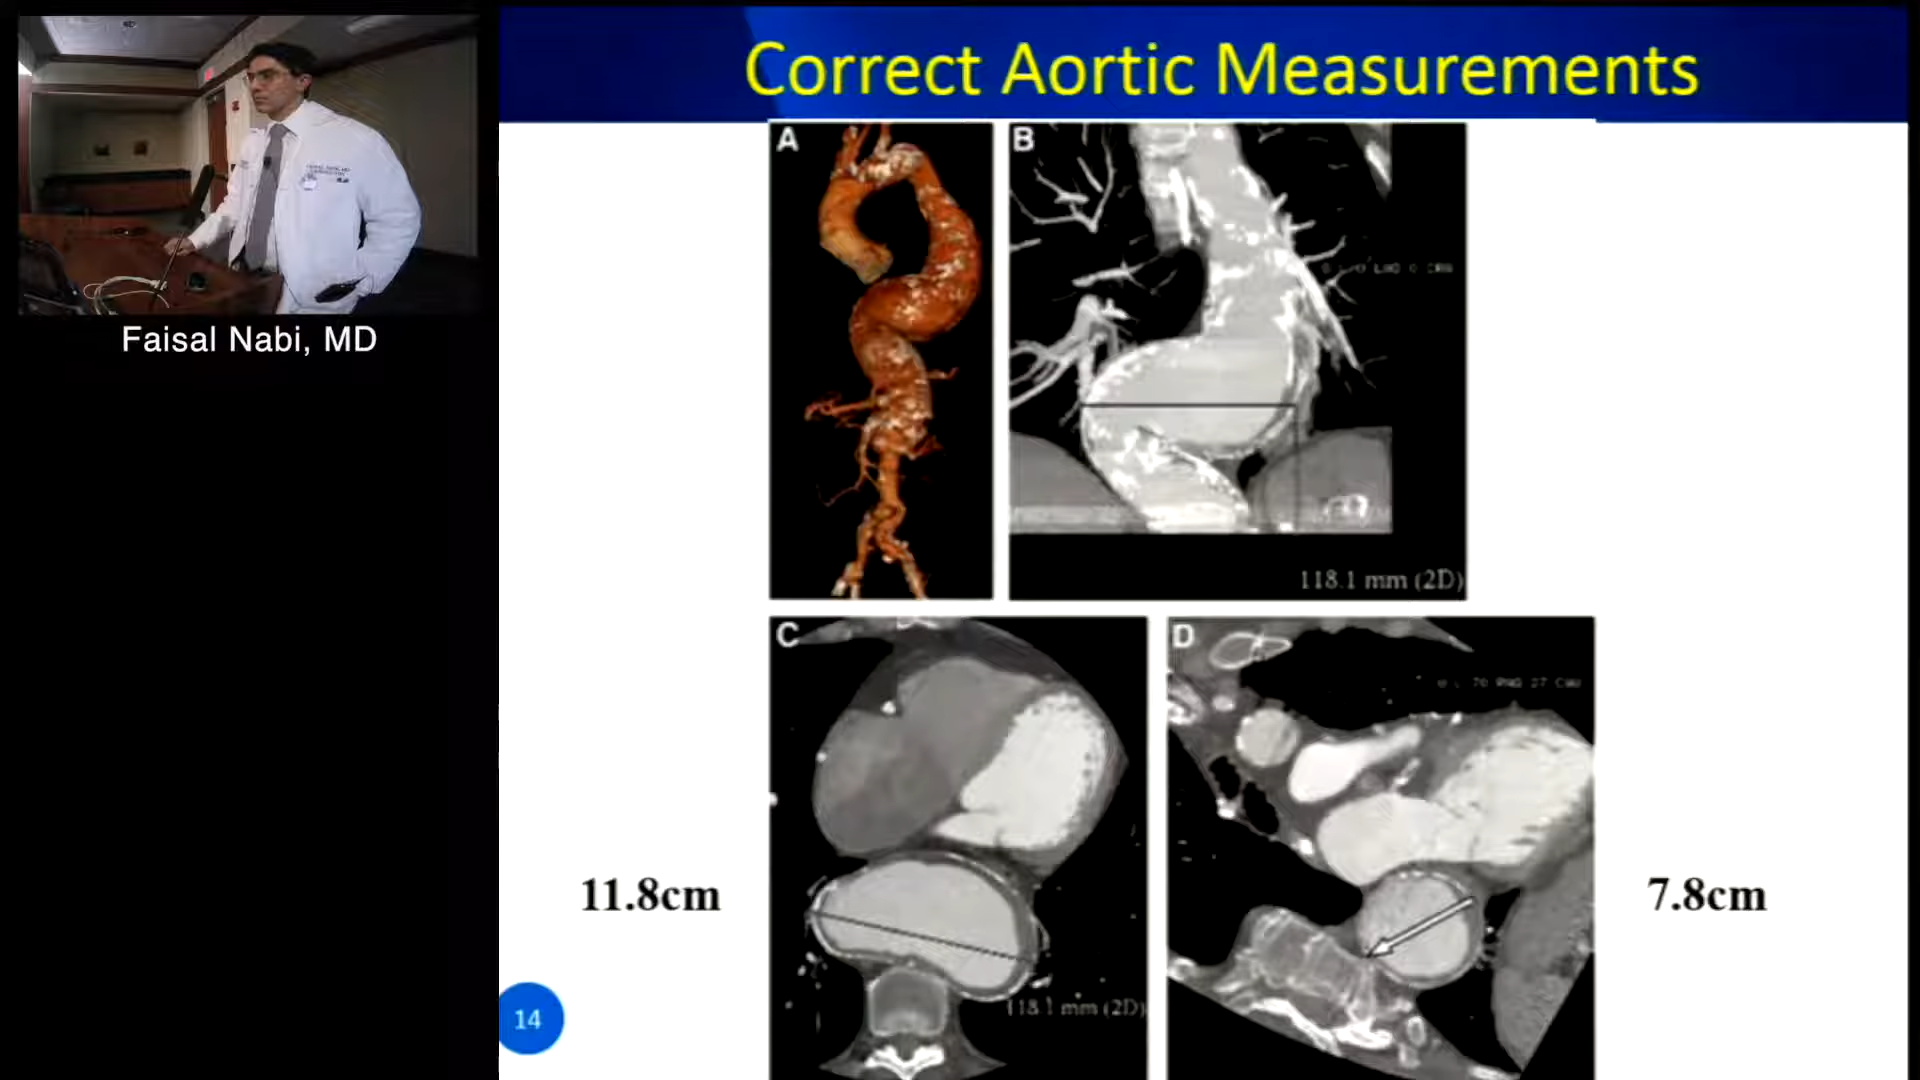 Correct Aortic Measurements
A
B
Faisal Nabi, MD
118.1 mm (2D)
C
D
11.8cm
7.8cm
118.1 mm (2D)
14